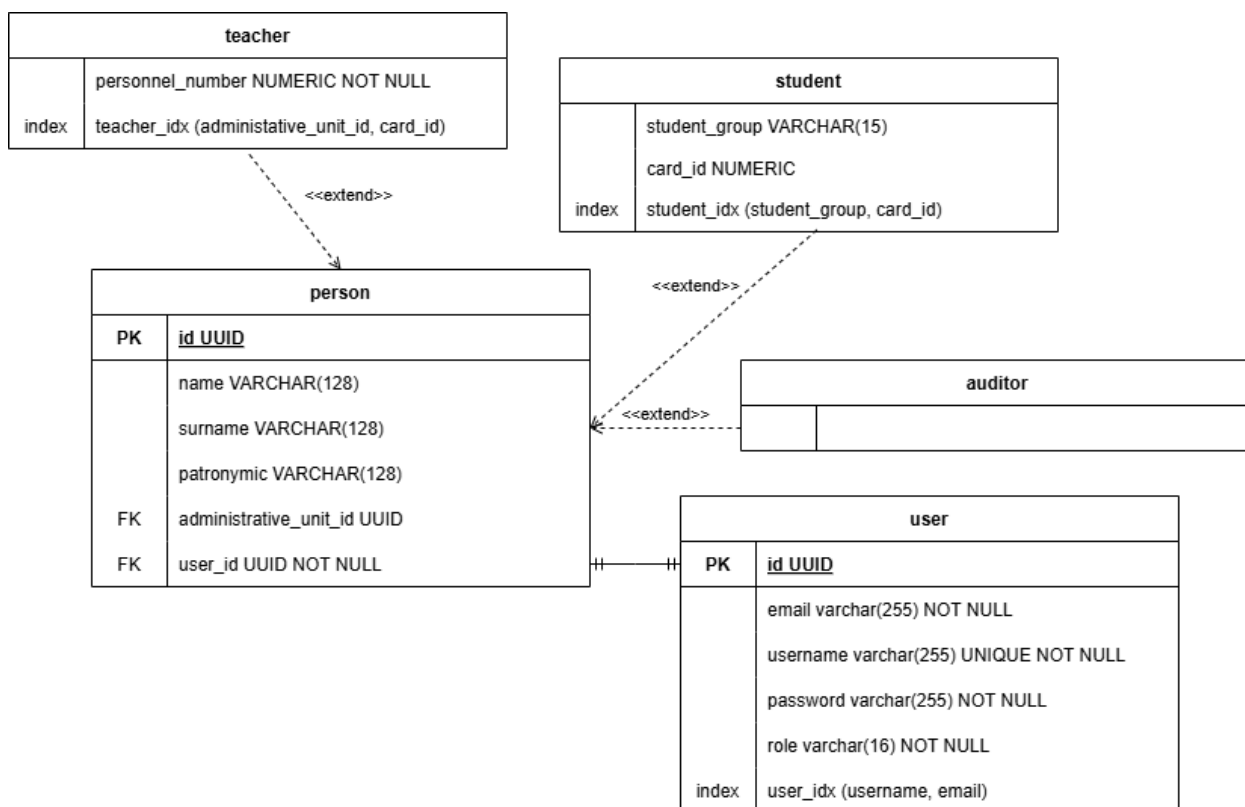 teacher
personnel_number NUMERIC NOT NULL
index teacher_idx (administative_unit_id, card_id)
<<extend>>
student
student_group VARCHAR(15)
card_id NUMERIC
index student_idx (student_group, card_id)
<<extend>>
person
PK id UUID
name VARCHAR(128)
surname VARCHAR(128)
patronymic VARCHAR(128)
FK administrative_unit_id UUID
FK user_id UUID NOT NULL
<<extend>>
auditor
user
PK id UUID
email varchar(255) NOT NULL
username varchar(255) UNIQUE NOT NULL
password varchar(255) NOT NULL
role varchar(16) NOT NULL
index user_idx (username, email)